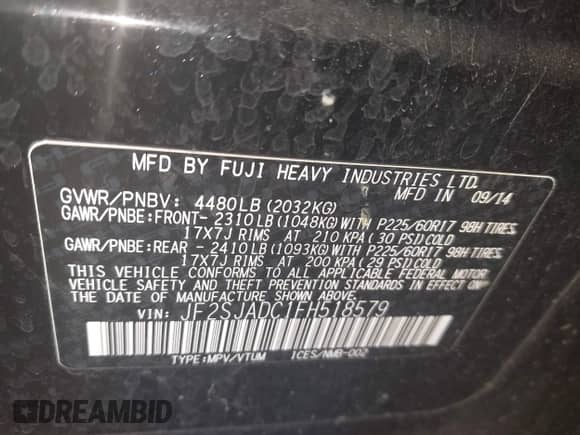 MFD BY FUJI HEAVY INDUSTRIES LTD.
GVWR/PNBV: 4480LB (2032KG) MFD IN 09/14
GAWR/PNBE:FRONT- 2310LB (1048KG) WITH P225/60R17 98H TIRES,
17X7J RIMS AT 210 KPA (30 PSI) COLD
GAWR/PNBE:REAR - 2410LB (1093KG) WITH P225/60R17 98H TIRES,
17X7J RIMS AT 200 KPA (29 PSI) COLD
THIS VEHICLE CONFORMS TO ALL APPLICABLE FEDERAL MOTOR
VEHICLE SAFETY AND THEFT PREVENTION STANDARDS IN EFFECT
ON THE DATE OF MANUFACTURE SHOWN ABOVE.
VIN: JF2SJADC1FH518579
TYPE:MPV/VTUM ICES/NMB-002
DREAMBID